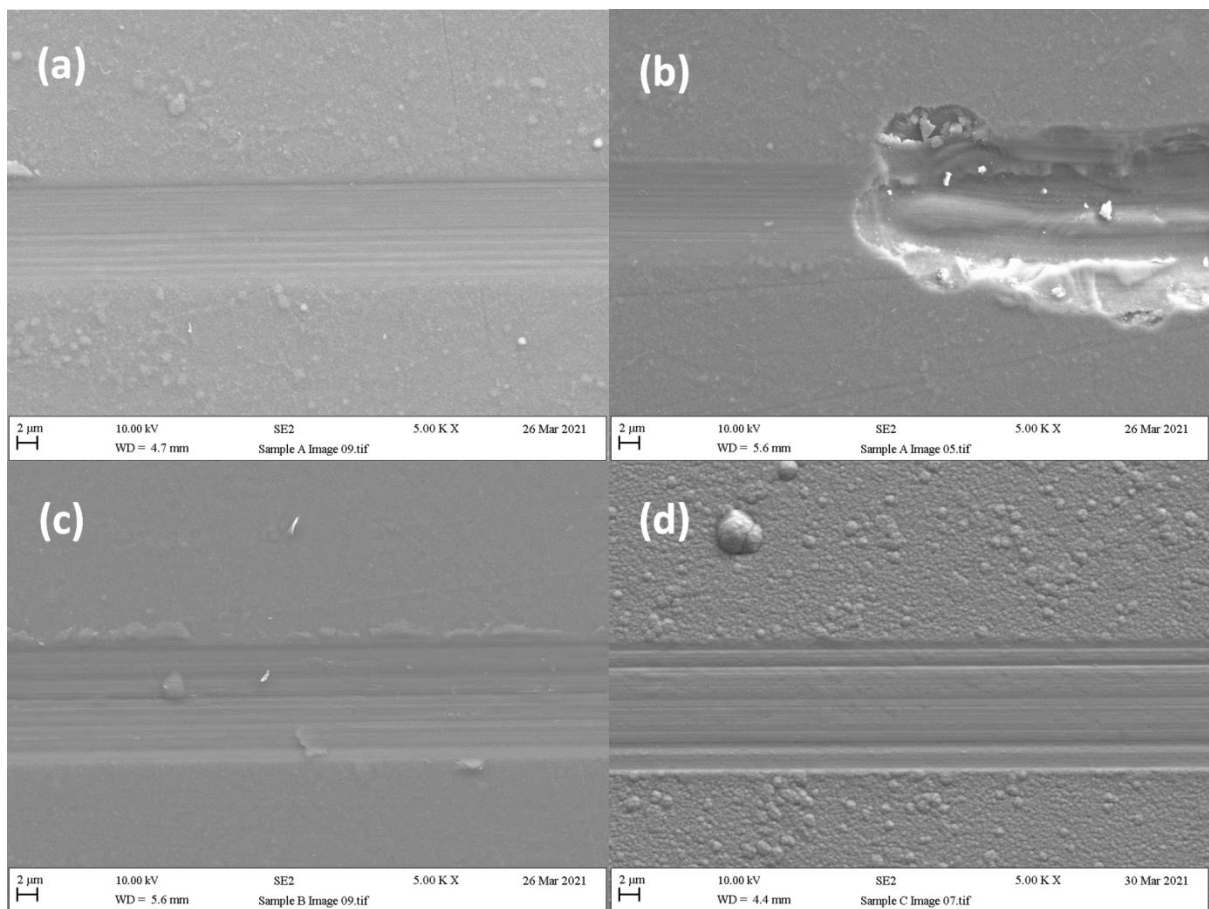 (a)
2 µm 10.00 kV SE2 5.00 K X 26 Mar 2021
WD = 4.7 mm Sample A Image 09.tif
(b)
2 µm 10.00 kV SE2 5.00 K X 26 Mar 2021
WD = 5.6 mm Sample A Image 05.tif
(c)
2 µm 10.00 kV SE2 5.00 K X 26 Mar 2021
WD = 5.6 mm Sample B Image 09.tif
(d)
2 µm 10.00 kV SE2 5.00 K X 30 Mar 2021
WD = 4.4 mm Sample C Image 07.tif